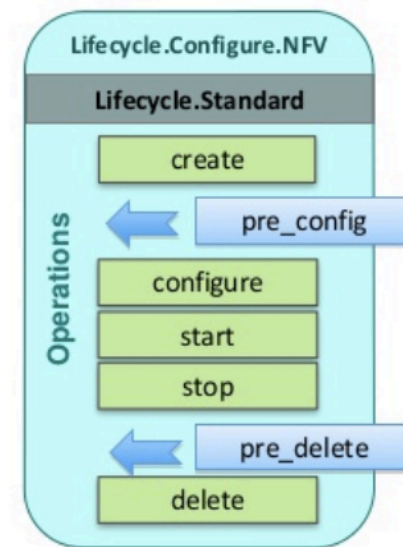 Lifecycle.Configure.NFV
Lifecycle.Standard
Operations
create
pre_config
configure
start
stop
pre_delete
delete